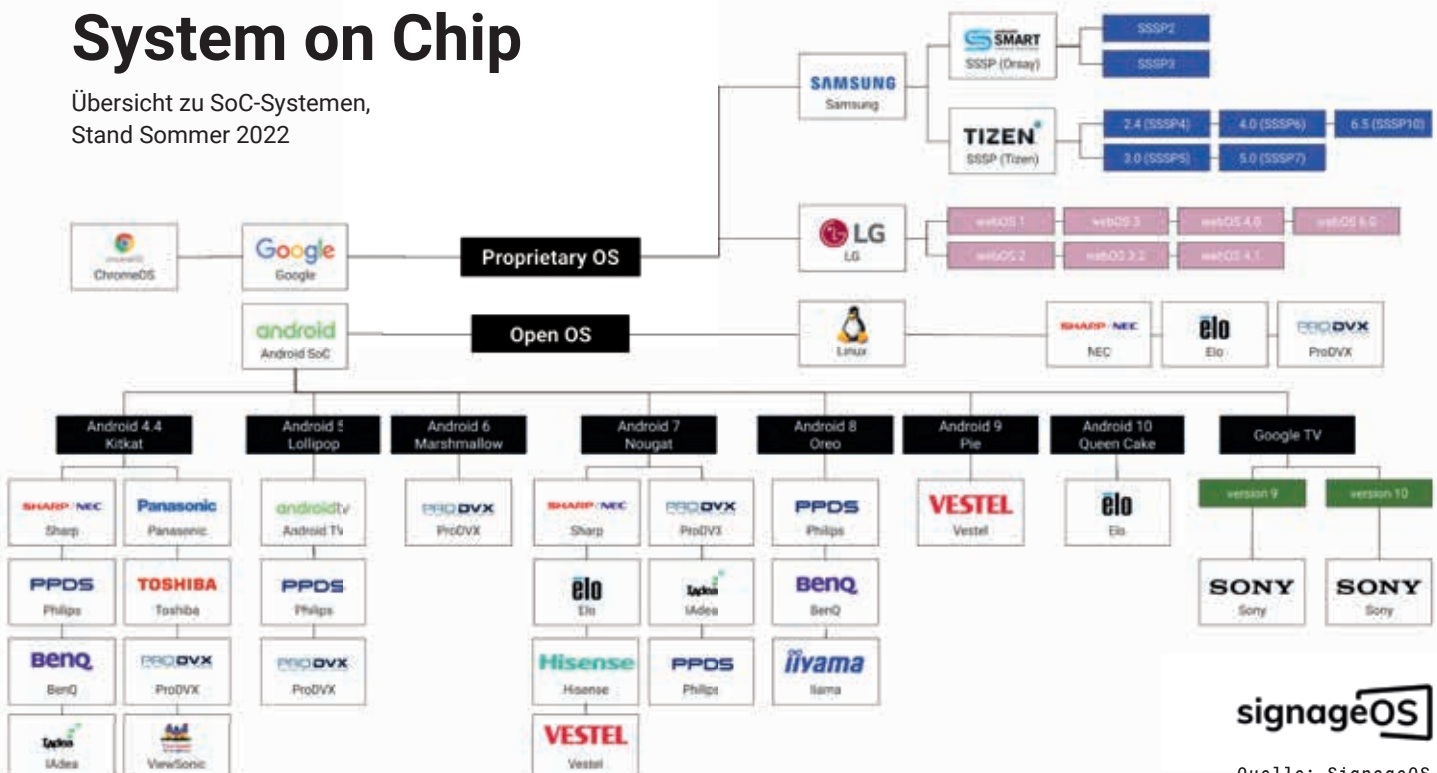 System on Chip
Übersicht zu SoC-Systemen,
Stand Sommer 2022
SMART
SSSP (Orsay)
SSSP2
SSSP3
SAMSUNG
Samsung
TIZEN
SSSP (Tizen)
2.4 (SSSP4)
4.0 (SSSP6)
6.5 (SSSP10)
3.0 (SSSP5)
5.0 (SSSP7)
ChromeOS
Google
Google
Proprietary OS
LG
LG
webOS 1
webOS 3
webOS 4.0
webOS 6.0
webOS 2
webOS 3.2
webOS 4.1
android
Android SoC
Open OS
Linux
SHARP/NEC
NEC
elo
Elo
PRODVX
ProDVX
Android 4.4
Kitkat
Android 5
Lollipop
Android 6
Marshmallow
Android 7
Nougat
Android 8
Oreo
Android 9
Pie
Android 10
Queen Cake
Google TV
SHARP/NEC
Sharp
Panasonic
Panasonic
androidtv
Android TV
PRODVX
ProDVX
SHARP/NEC
Sharp
PRODVX
ProDVX
PPDS
Philips
VESTEL
Vestel
elo
Elo
version 9
version 10
PPDS
Philips
TOSHIBA
Toshiba
PPDS
Philips
elo
Elo
IAdea
IAdea
BenQ
BenQ
SONY
Sony
SONY
Sony
BenQ
BenQ
PRODVX
ProDVX
PRODVX
ProDVX
Hisense
Hisense
PPDS
Philips
iiyama
Iiama
IAdea
IAdea
ViewSonic
VESTEL
Vestel
signageOS
Quelle: SignageOS